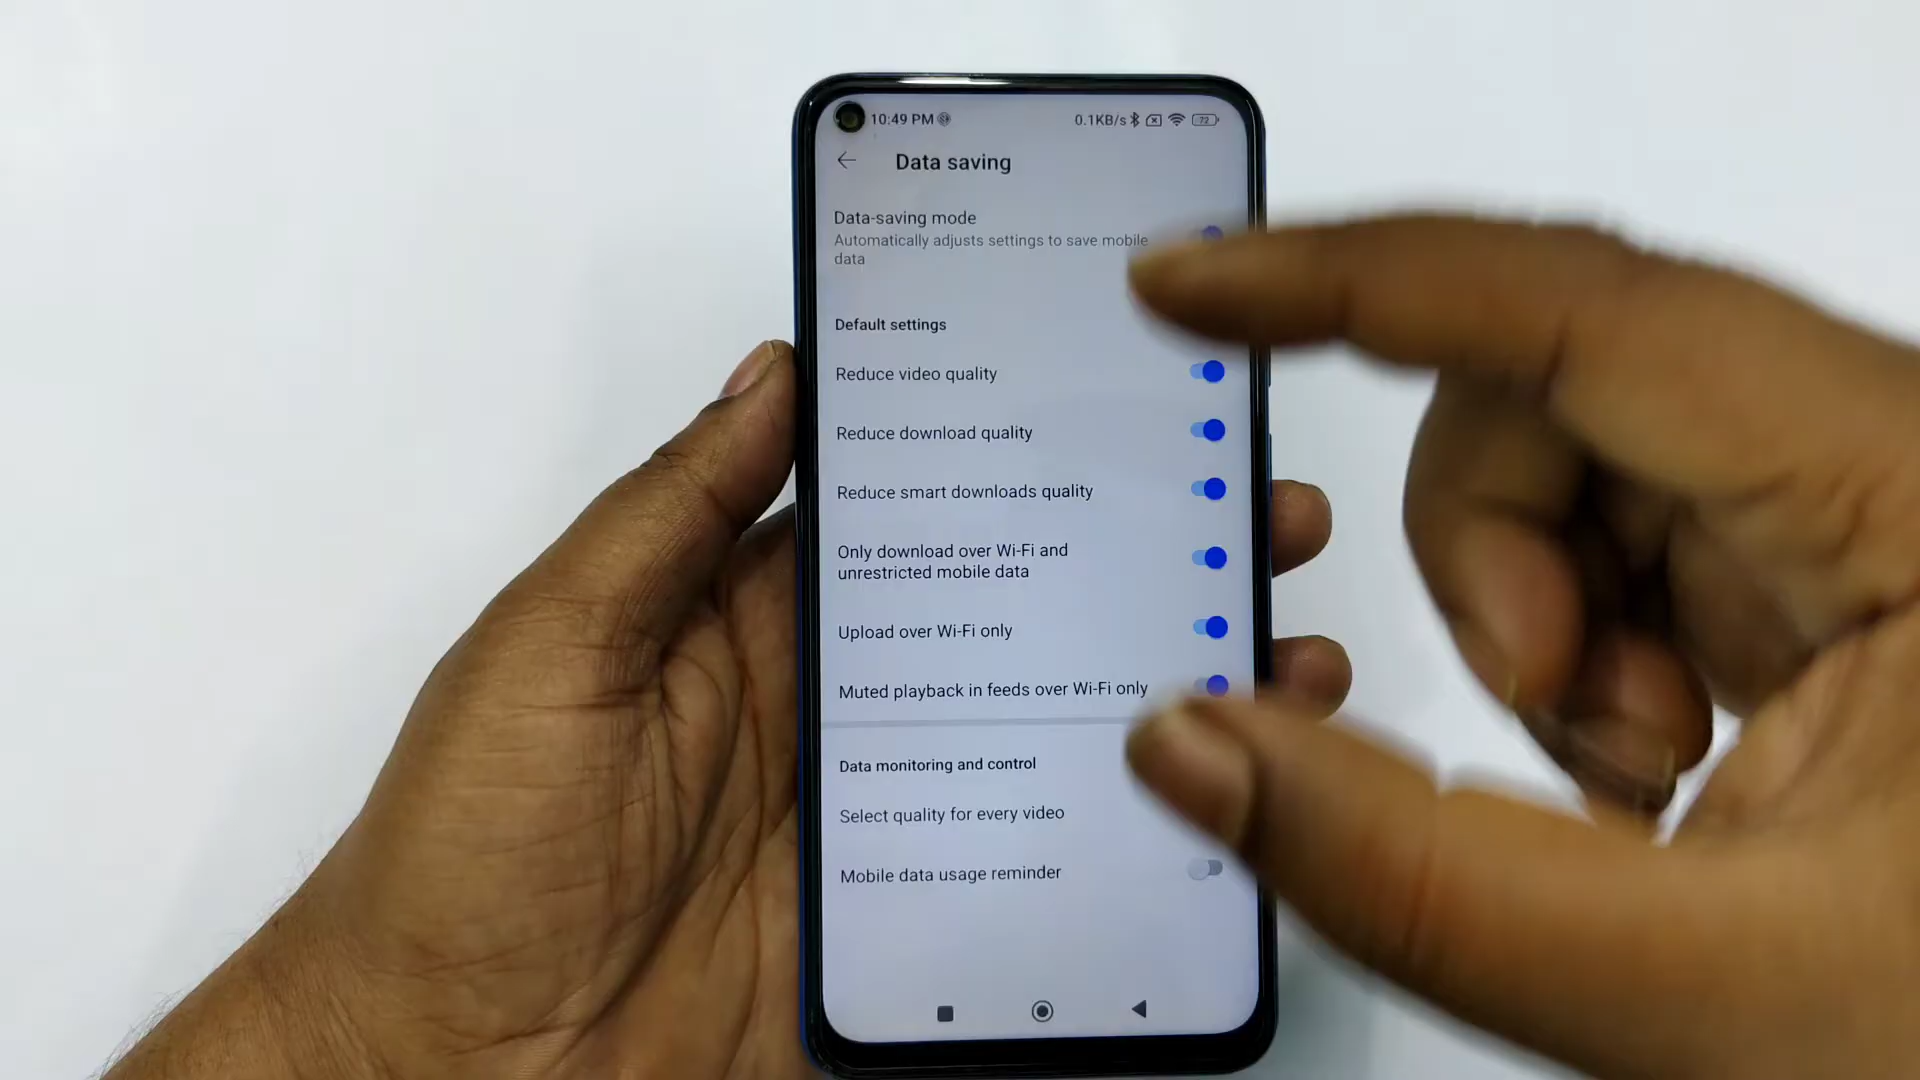 10:49 PM
0.1KB/s
72
Data saving
Data-saving mode
Automatically adjusts settings to save mobile
data
Default settings
Reduce video quality
Reduce download quality
Reduce smart downloads quality
Only download over Wi-Fi and
unrestricted mobile data
Upload over Wi-Fi only
Muted playback in feeds over Wi-Fi only
Data monitoring and control
Select quality for every video
Mobile data usage reminder